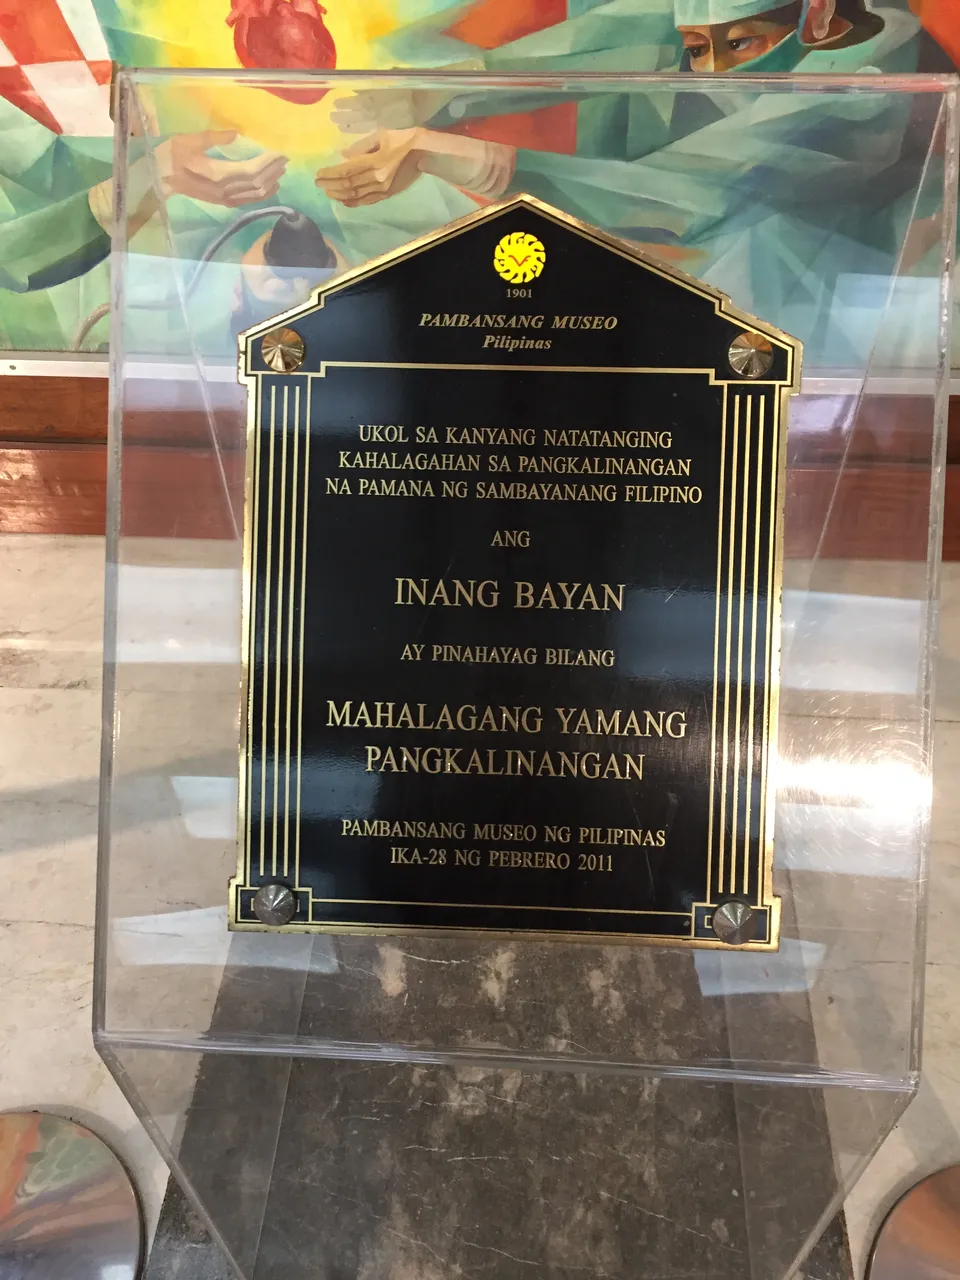 1901
PAMBANSANG MUSEO
Pilipinas
UKOL SA KANYANG NATATANGING
KAHALAGAHAN SA PANGKALINANGAN
NA PAMANA NG SAMBAYANANG FILIPINO
ANG
INANG BAYAN
AY PINAHAYAG BILANG
MAHALAGANG YAMANG
PANGKALINANGAN
PAMBANSANG MUSEO NG PILIPINAS
IKA-28 NG PEBRERO 2011